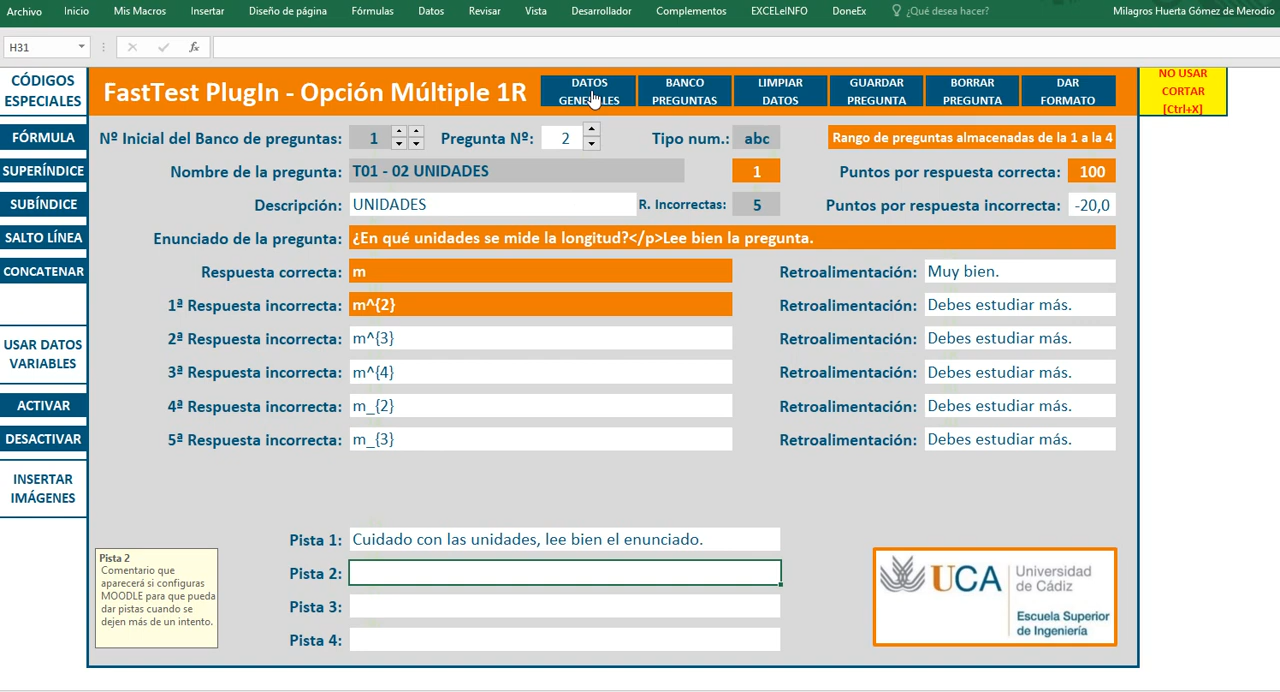 Archivo Inicio Mis Macros Insertar Diseño de página Fórmulas Datos Revisar Vista Desarrollador Complementos EXCELeINFO DoneEx ¿Qué desea hacer? Milagros Huerta Gómez de Merodio
H31 fx
CÓDIGOS ESPECIALES
FÓRMULA
SUPERÍNDICE
SUBÍNDICE
SALTO LÍNEA
CONCATENAR
USAR DATOS VARIABLES
ACTIVAR
DESACTIVAR
INSERTAR IMÁGENES
FastTest PlugIn - Opción Múltiple 1R
DATOS GENERALES
BANCO PREGUNTAS
LIMPIAR DATOS
GUARDAR PREGUNTA
BORRAR PREGUNTA
DAR FORMATO
NO USAR
CORTAR
[Ctrl+X]
Nº Inicial del Banco de preguntas: 1 Pregunta Nº: 2 Tipo num.: abc Rango de preguntas almacenadas de la 1 a la 4
Nombre de la pregunta: T01 - 02 UNIDADES 1 Puntos por respuesta correcta: 100
Descripción: UNIDADES R. Incorrectas: 5 Puntos por respuesta incorrecta: -20,0
Enunciado de la pregunta: ¿En qué unidades se mide la longitud?</p>Lee bien la pregunta.
Respuesta correcta: m Retroalimentación: Muy bien.
1ª Respuesta incorrecta: m^{2} Retroalimentación: Debes estudiar más.
2ª Respuesta incorrecta: m^{3} Retroalimentación: Debes estudiar más.
3ª Respuesta incorrecta: m^{4} Retroalimentación: Debes estudiar más.
4ª Respuesta incorrecta: m_{2} Retroalimentación: Debes estudiar más.
5ª Respuesta incorrecta: m_{3} Retroalimentación: Debes estudiar más.
Pista 1: Cuidado con las unidades, lee bien el enunciado.
Pista 2:
Pista 3:
Pista 4:
Pista 2
Comentario que
aparecerá si configuras
MOODLE para que pueda
dar pistas cuando se
dejen más de un intento.
UCA Universidad
de Cádiz
Escuela Superior
de Ingeniería